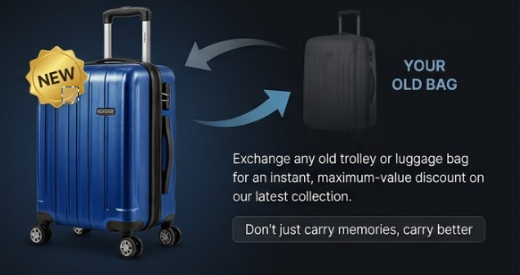 NEW
YOUR
OLD BAG
Exchange any old trolley or luggage bag
for an instant, maximum-value discount on
our latest collection.
Don't just carry memories, carry better